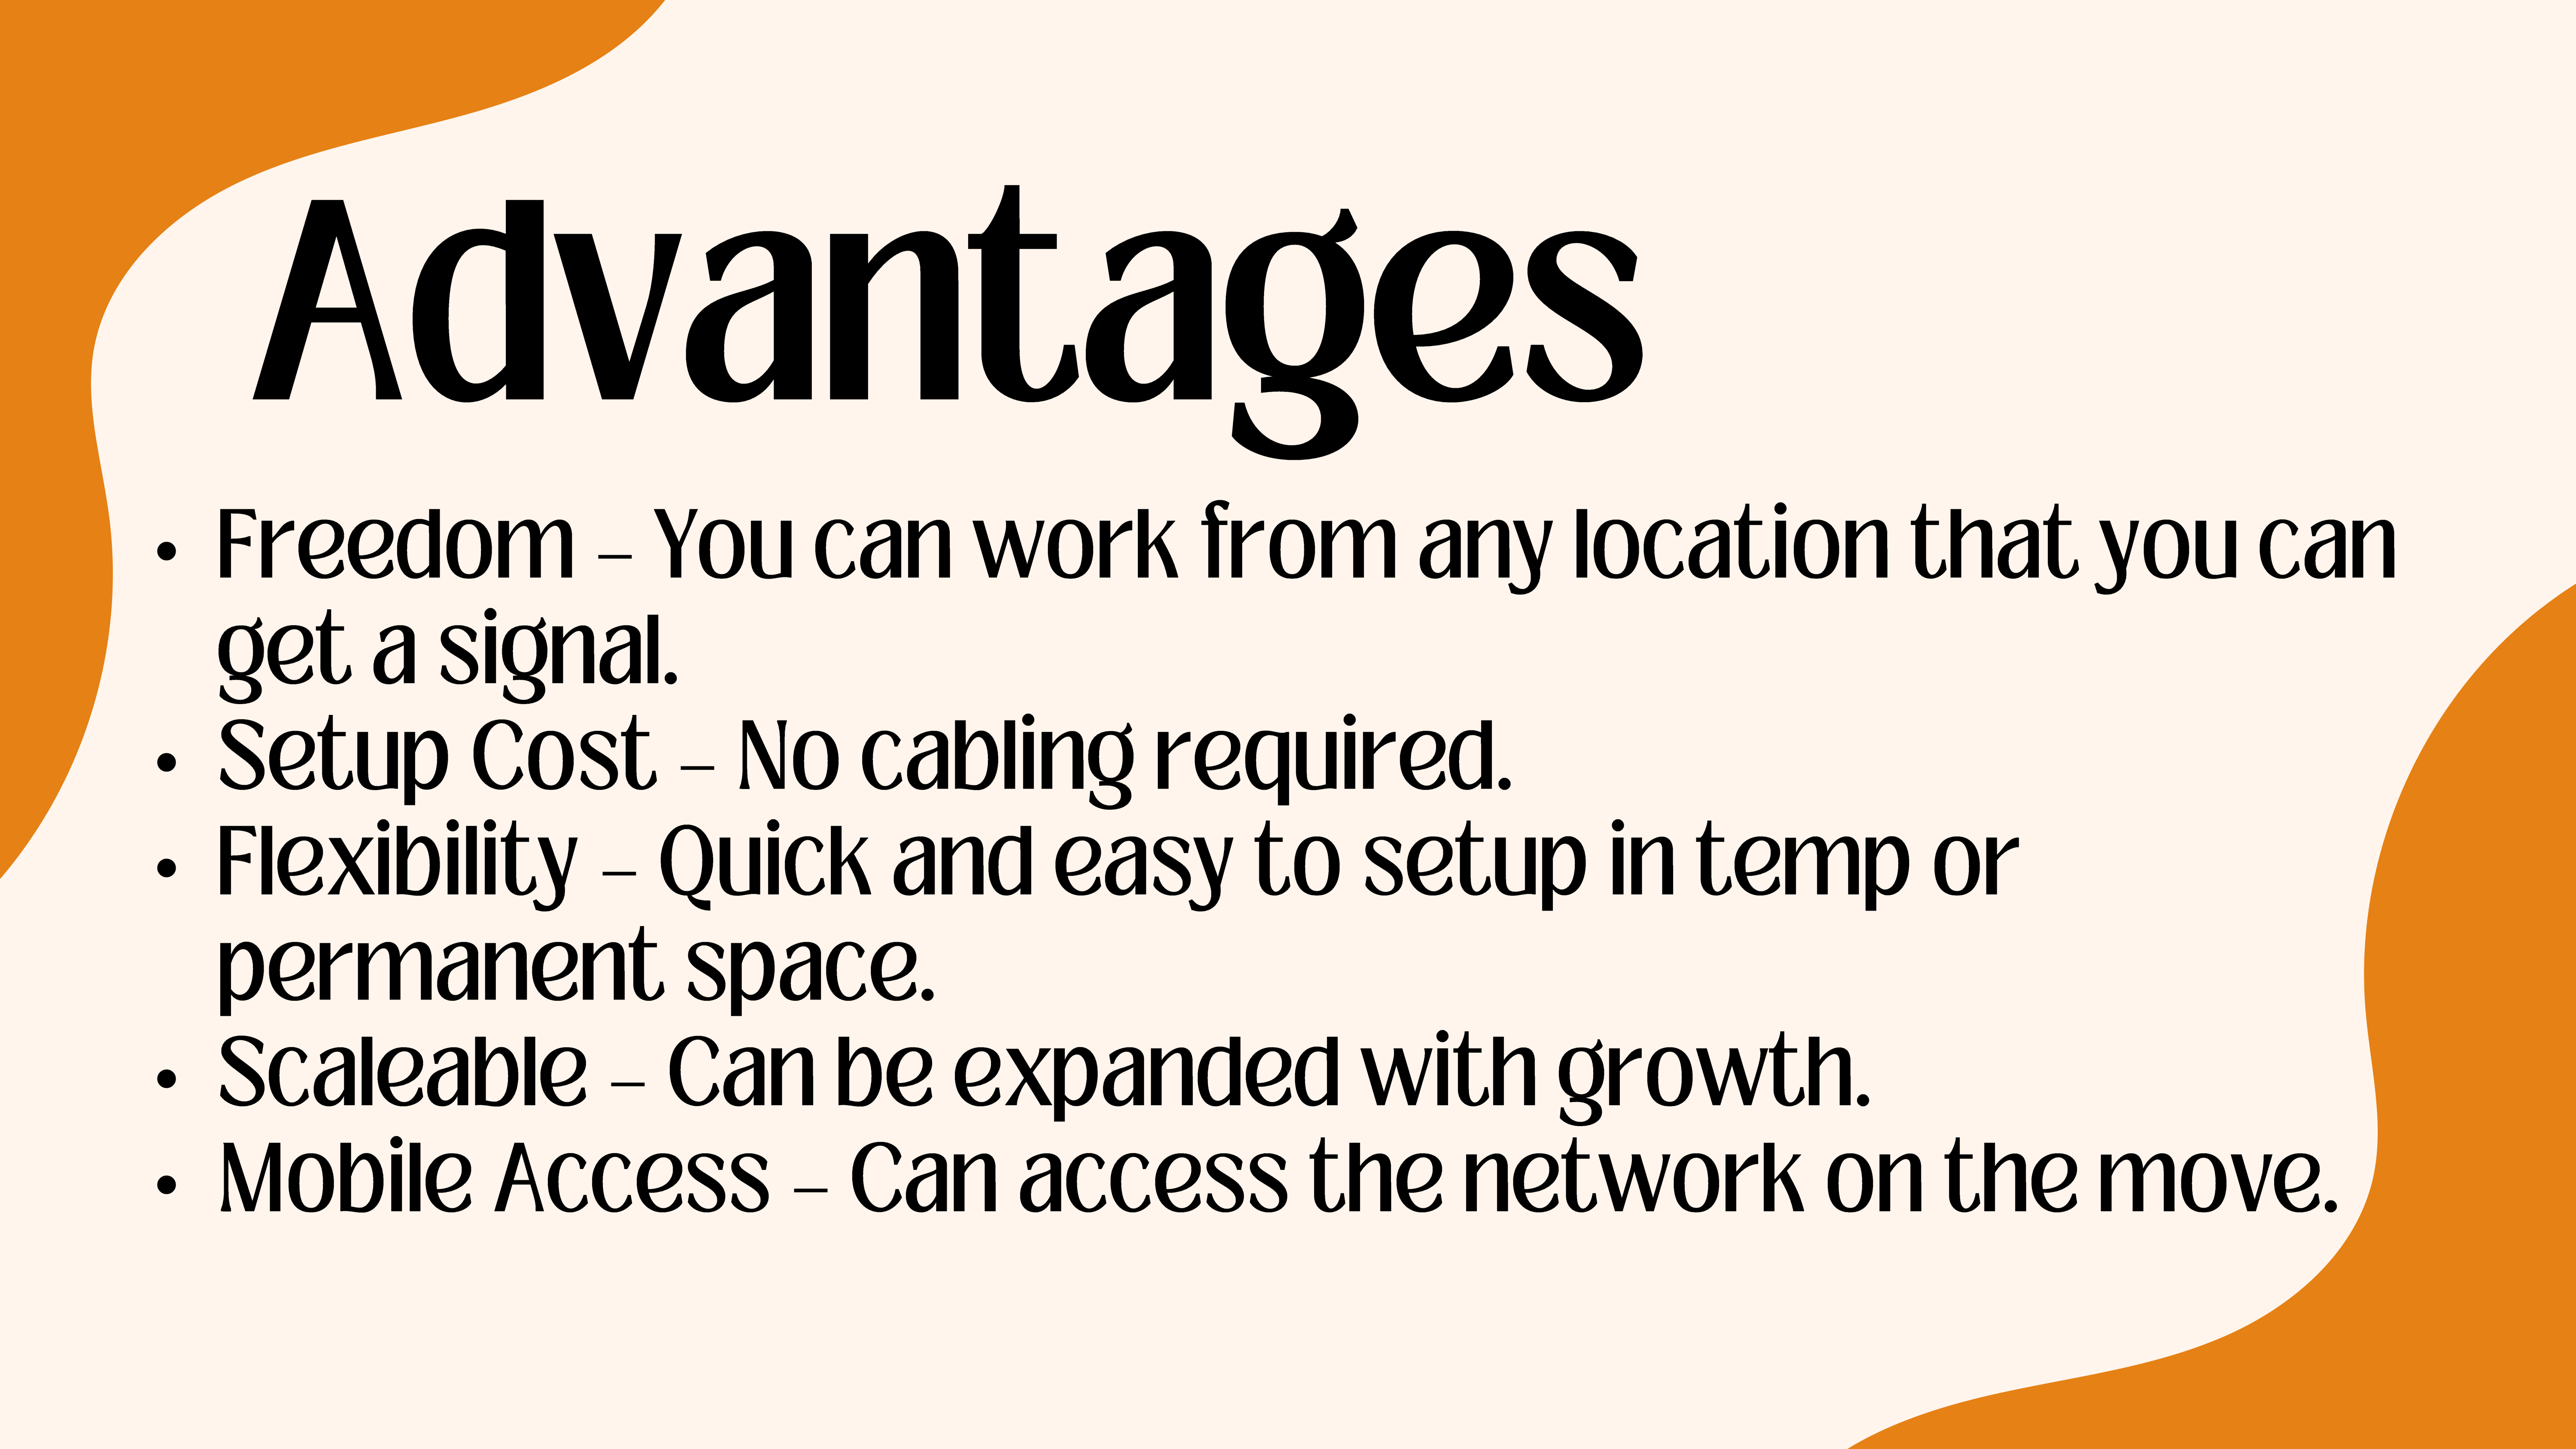 Advantages
• Freedom – You can work from any location that you can
get a signal.
• Setup Cost – No cabling required.
• Flexibility – Quick and easy to setup in temp or
permanent space.
• Scaleable – Can be expanded with growth.
• Mobile Access – Can access the network on the move.